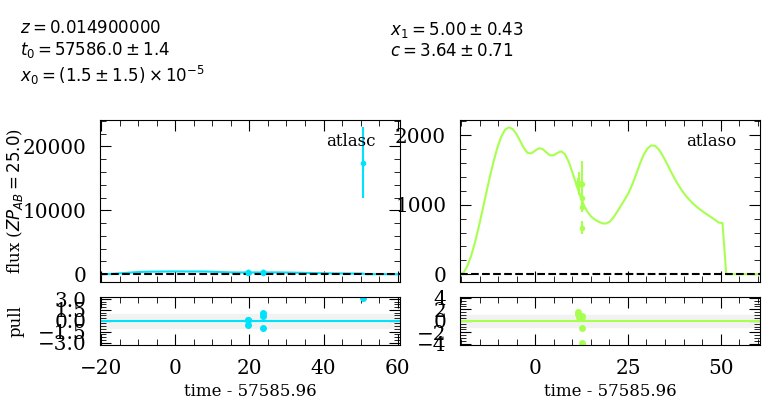 z = 0.014900000
t₀ = 57586.0 ± 1.4
x₀ = (1.5 ± 1.5) × 10⁻⁵
x₁ = 5.00 ± 0.43
c = 3.64 ± 0.71
flux (ZP_AB = 25.0)
20000
10000
0
atlasc
2000
1000
0
atlaso
pull
3.0
1.5
0.0
−1.5
−3.0
4
2
0
−2
−4
−20 0 20 40 60
0 25 50
time - 57585.96
time - 57585.96